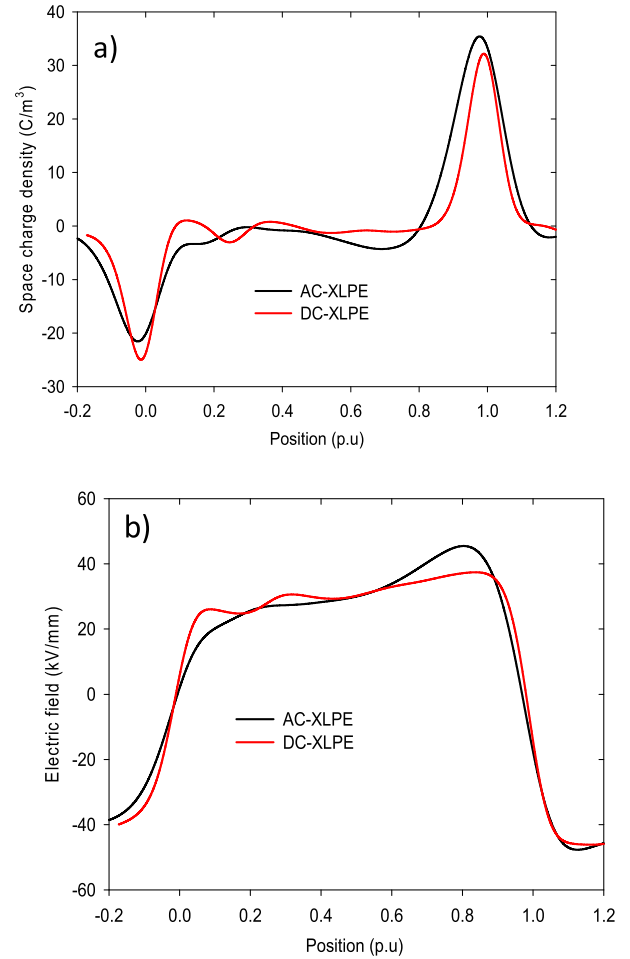 a)
40
30
20
10
0
-10
-20
-30
Space charge density (C/m³)
AC-XLPE
DC-XLPE
-0.2 0.0 0.2 0.4 0.6 0.8 1.0 1.2
Position (p.u)
b)
60
40
20
0
-20
-40
-60
Electric field (kV/mm)
AC-XLPE
DC-XLPE
-0.2 0.0 0.2 0.4 0.6 0.8 1.0 1.2
Position (p.u)